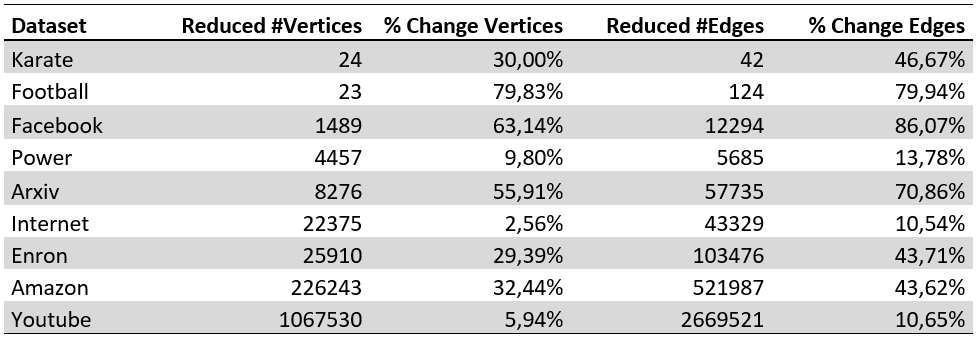 Dataset Reduced #Vertices % Change Vertices Reduced #Edges % Change Edges
Karate 24 30,00% 42 46,67%
Football 23 79,83% 124 79,94%
Facebook 1489 63,14% 12294 86,07%
Power 4457 9,80% 5685 13,78%
Arxiv 8276 55,91% 57735 70,86%
Internet 22375 2,56% 43329 10,54%
Enron 25910 29,39% 103476 43,71%
Amazon 226243 32,44% 521987 43,62%
Youtube 1067530 5,94% 2669521 10,65%